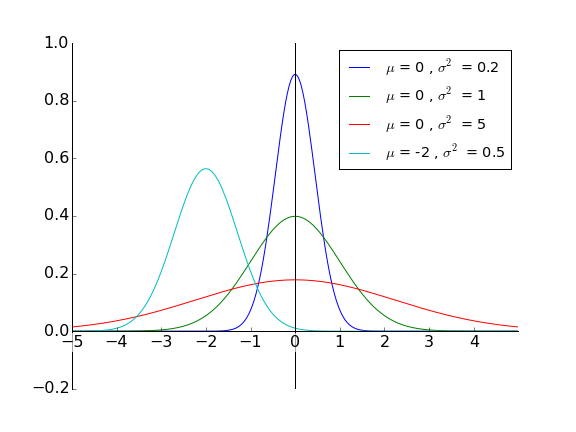 1.0
0.8
0.6
0.4
0.2
0.0
−0.2
−5 −4 −3 −2 −1 0 1 2 3 4
μ = 0 , σ² = 0.2
μ = 0 , σ² = 1
μ = 0 , σ² = 5
μ = -2 , σ² = 0.5